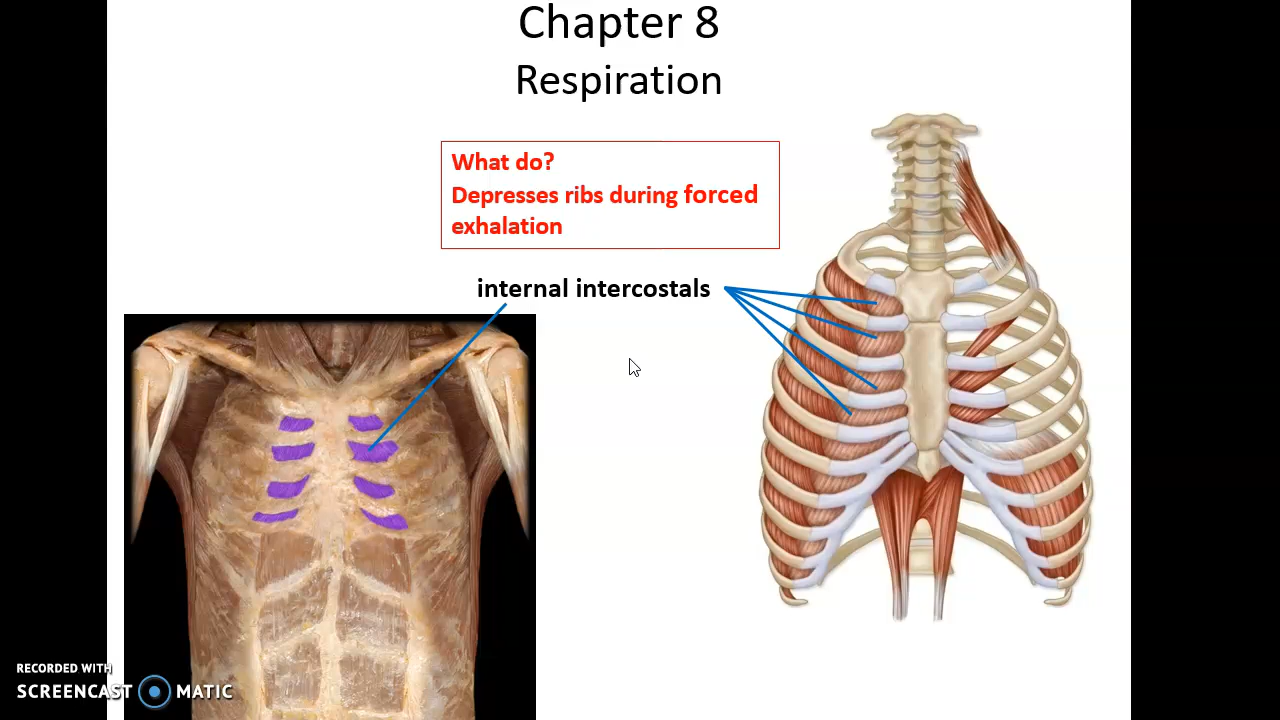 Chapter 8
Respiration
What do?
Depresses ribs during forced
exhalation
internal intercostals
RECORDED WITH
SCREENCAST MATIC